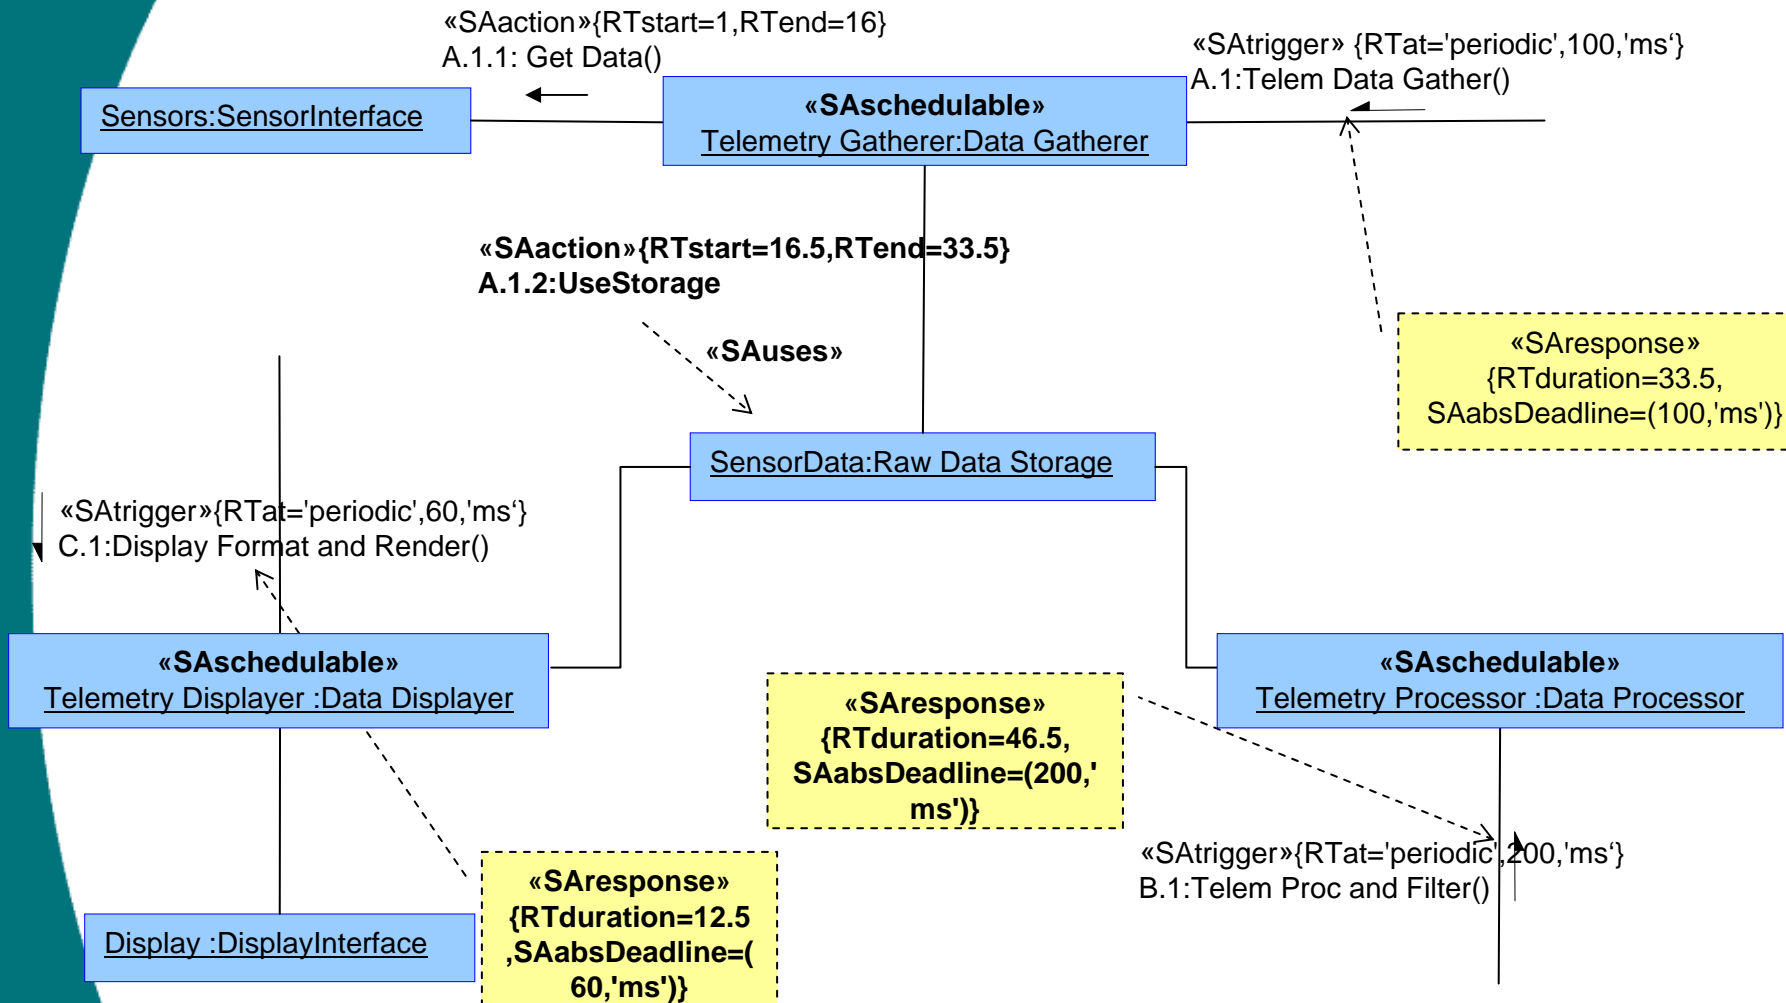 «SAaction»{RTstart=1,RTend=16}
A.1.1: Get Data()
«SAtrigger» {RTat='periodic',100,'ms‘}
A.1:Telem Data Gather()
Sensors:SensorInterface
«SAschedulable»
Telemetry Gatherer:Data Gatherer
«SAaction»{RTstart=16.5,RTend=33.5}
A.1.2:UseStorage
«SAuses»
«SAresponse»
{RTduration=33.5,
SAabsDeadline=(100,'ms')}
SensorData:Raw Data Storage
«SAtrigger»{RTat='periodic',60,'ms‘}
C.1:Display Format and Render()
«SAschedulable»
Telemetry Displayer :Data Displayer
«SAresponse»
{RTduration=46.5,
SAabsDeadline=(200,'
ms')}
«SAschedulable»
Telemetry Processor :Data Processor
«SAtrigger»{RTat='periodic',200,'ms‘}
B.1:Telem Proc and Filter()
«SAresponse»
{RTduration=12.5
,SAabsDeadline=(
60,'ms')}
Display :DisplayInterface